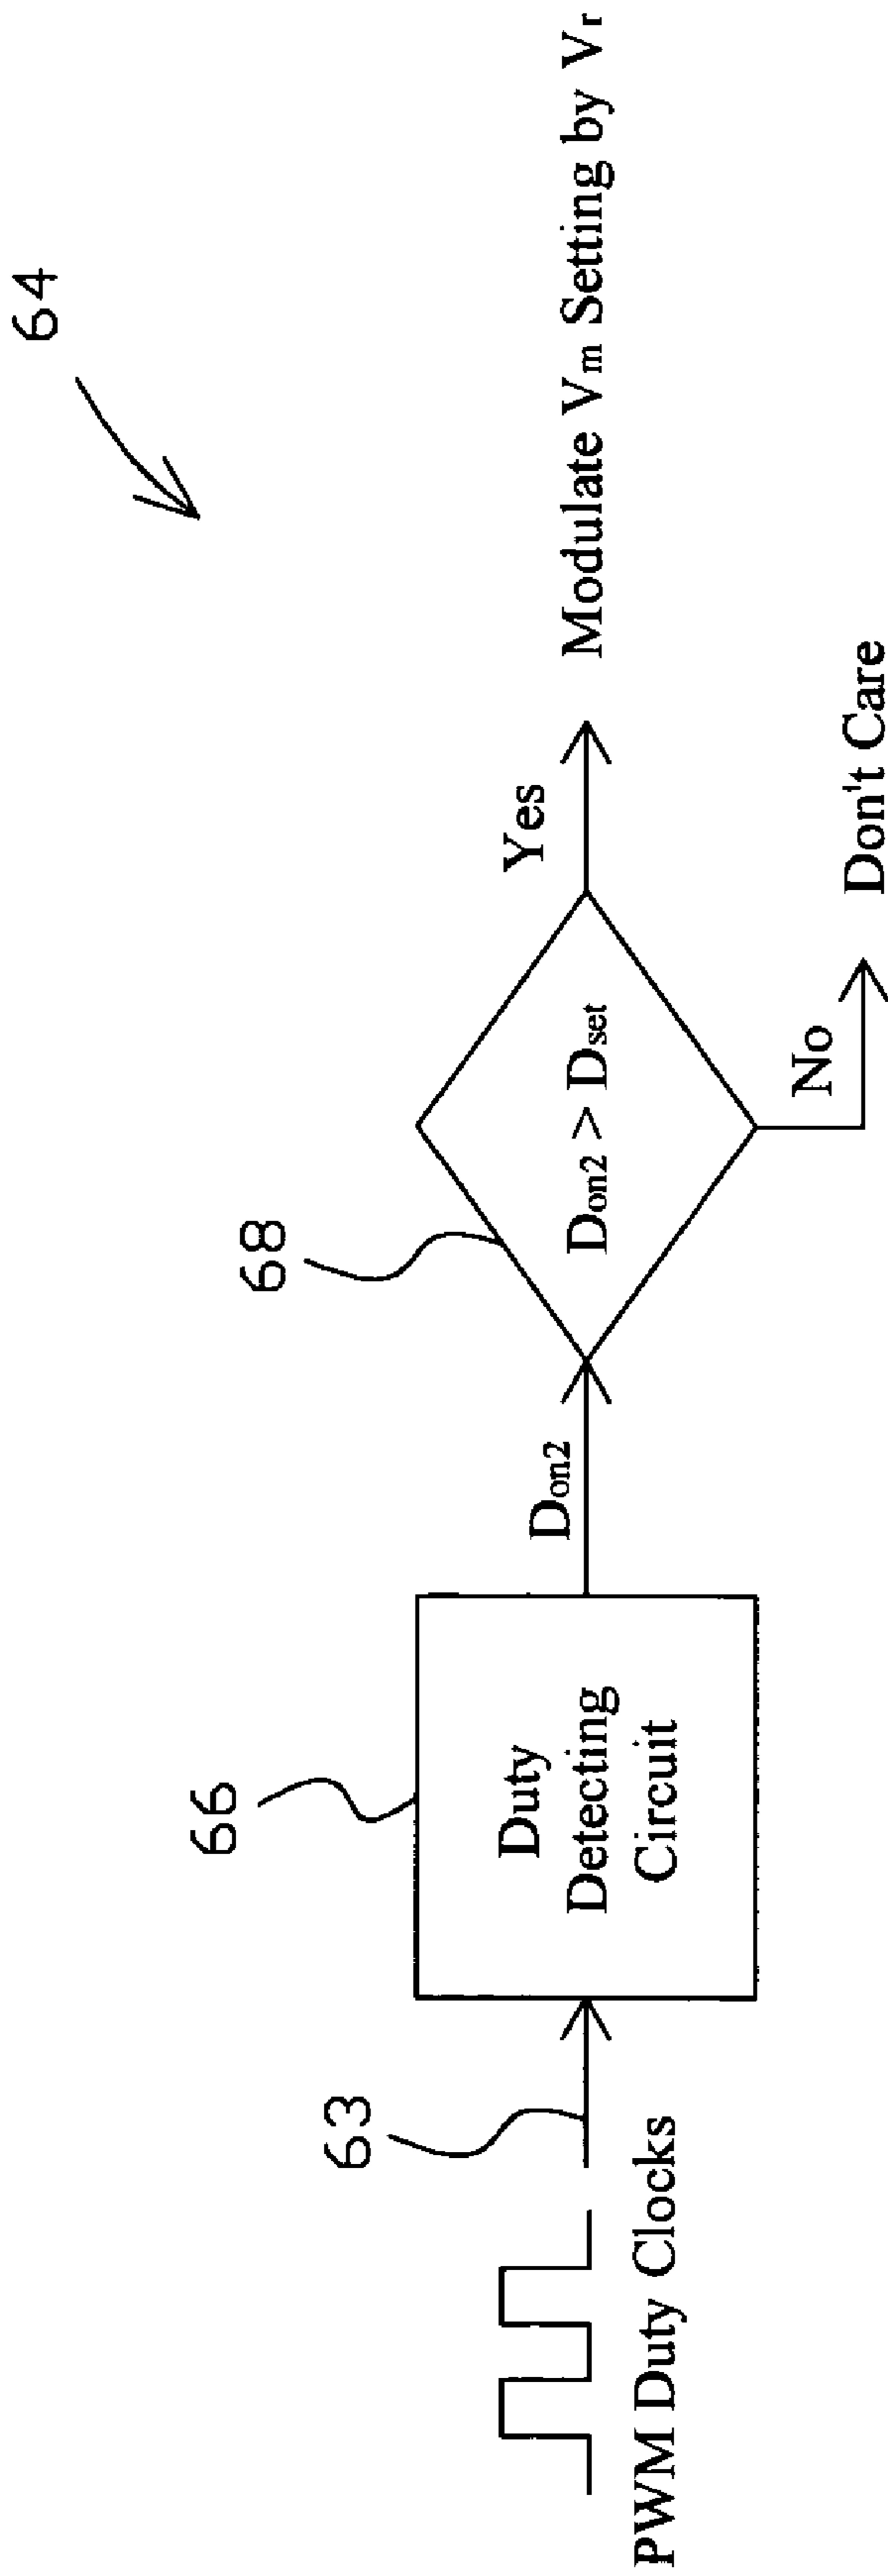 64
63
66
68
PWM Duty Clocks
Duty
Detecting
Circuit
Don2
Don2 > Dset
Yes
Modulate Vm Setting by Vr
No
Don't Care